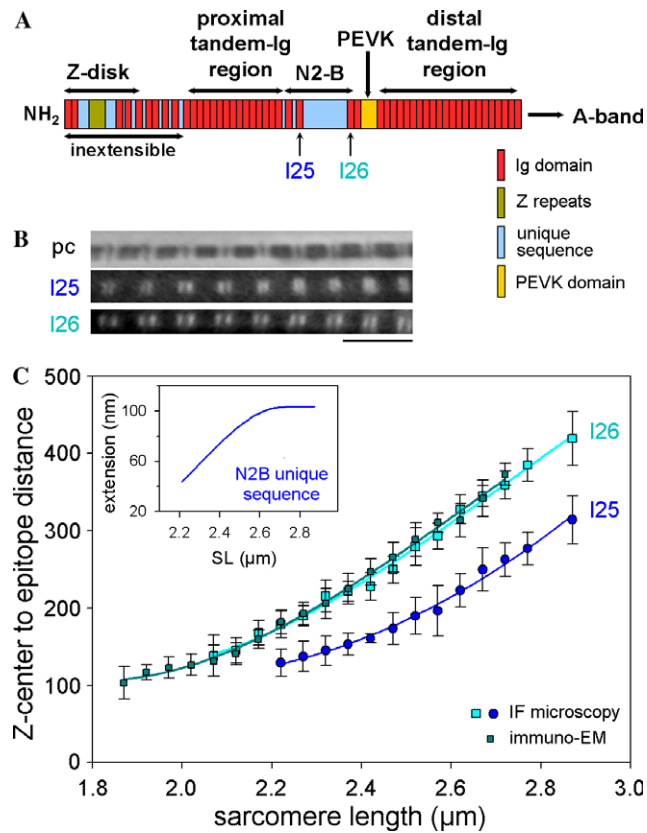 A
proximal tandem-Ig region
distal tandem-Ig region
PEVK
Z-disk
N2-B
NH2
A-band
inextensible
I25
I26
Ig domain
Z repeats
unique sequence
PEVK domain
B
pc
I25
I26
C
500
400
300
200
100
0
Z-center to epitope distance
100
60
20
extension (nm)
N2B unique sequence
2.2 2.4 2.6 2.8
SL (µm)
I26
I25
IF microscopy
immuno-EM
1.8 2.0 2.2 2.4 2.6 2.8 3.0
sarcomere length (µm)